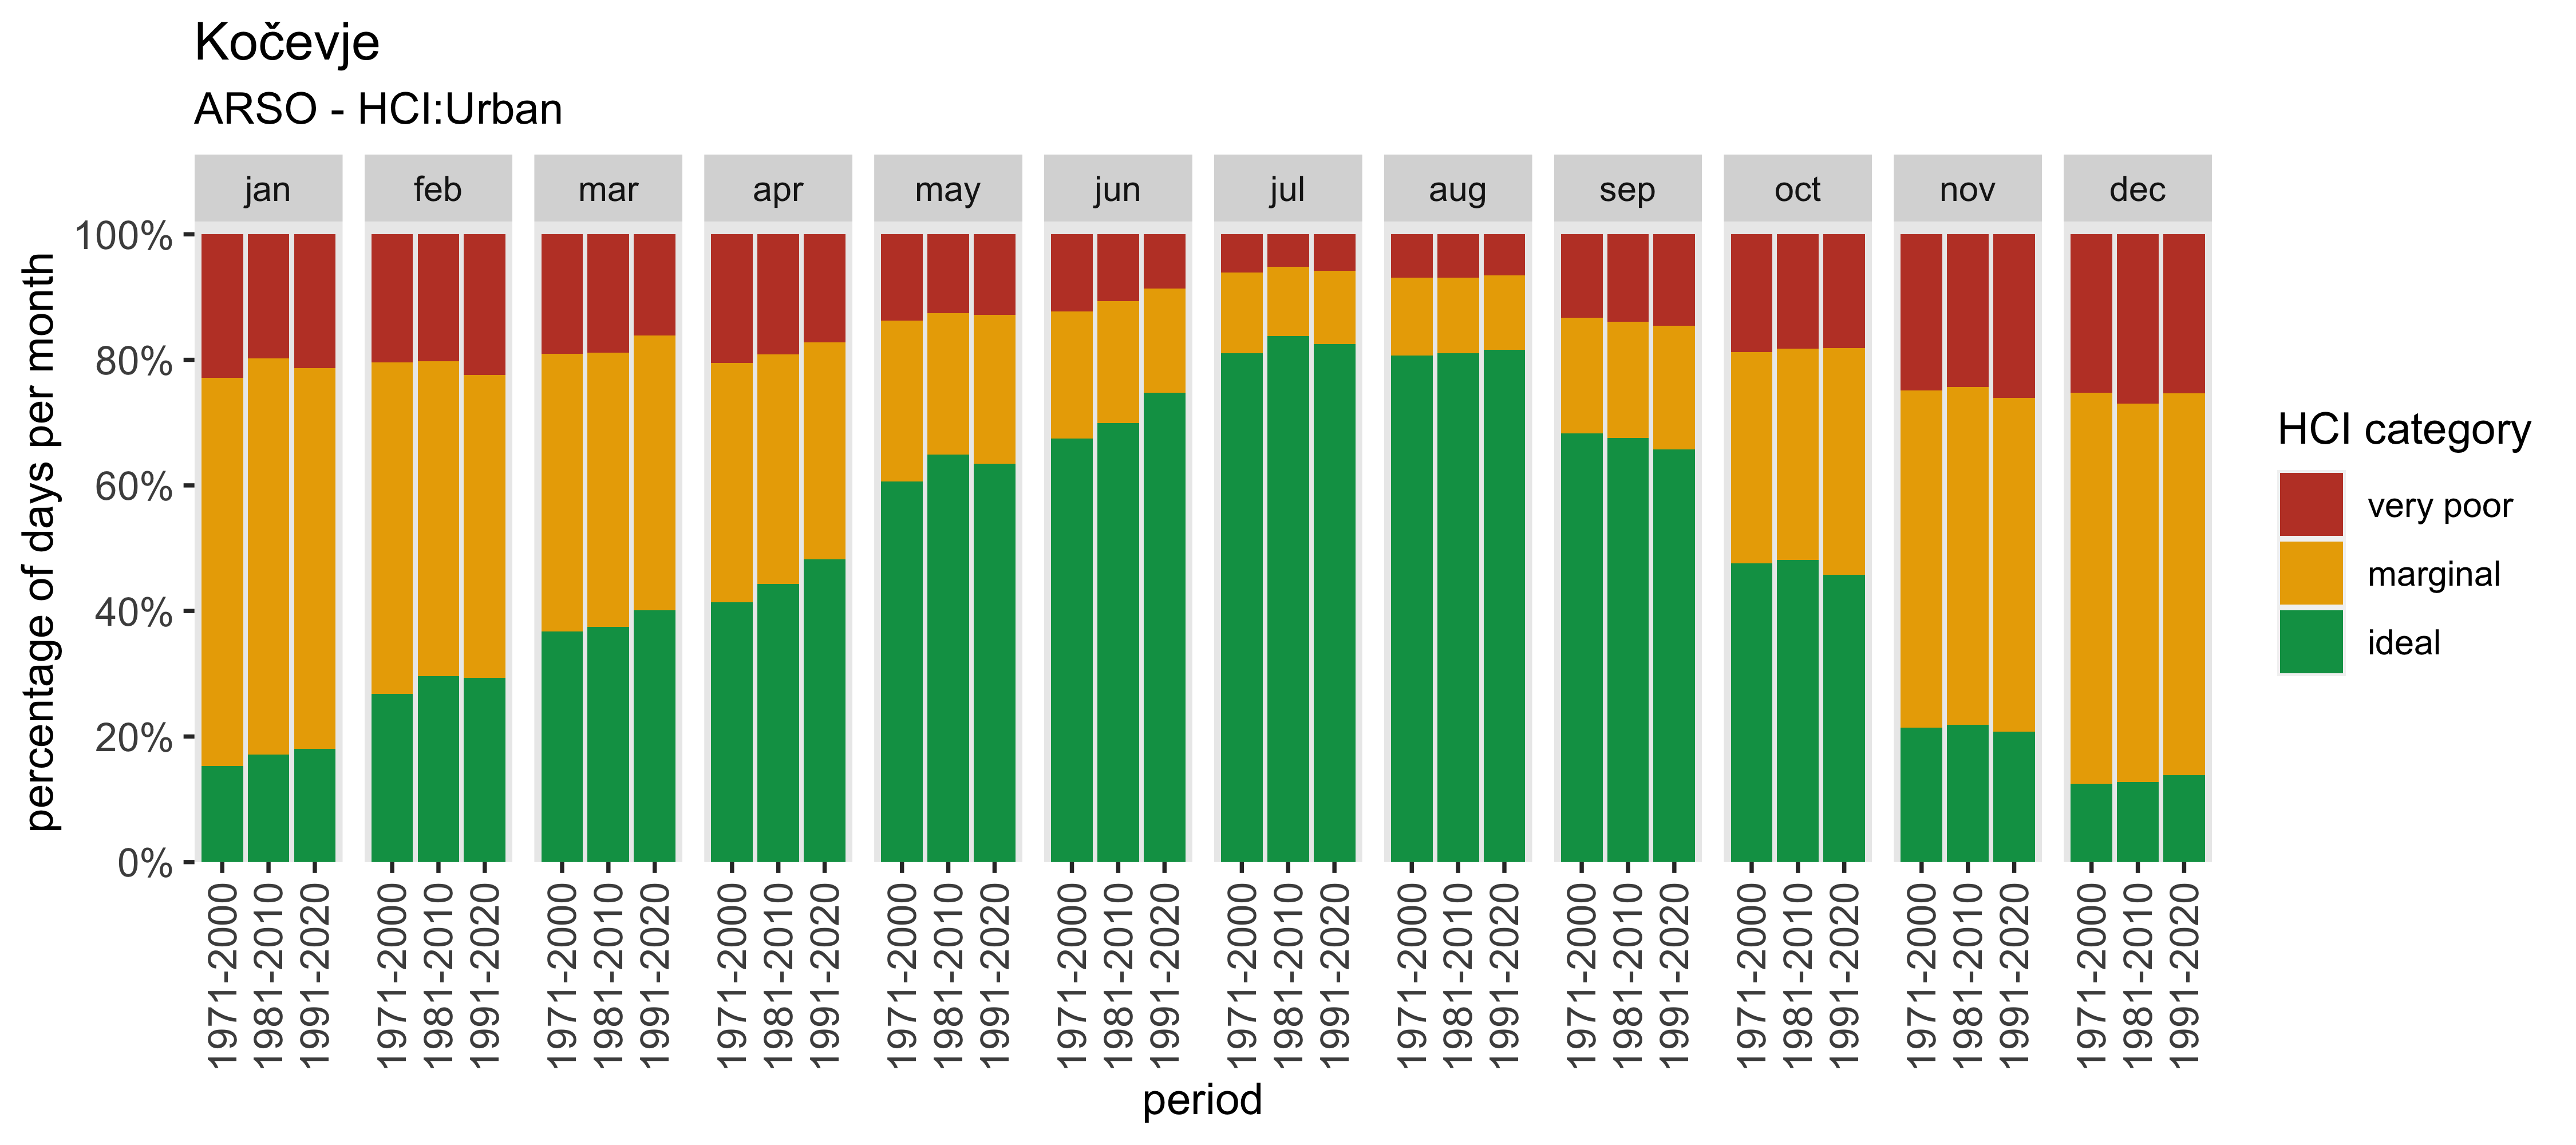 Kočevje
ARSO - HCI:Urban
jan feb mar apr may jun jul aug sep oct nov dec
percentage of days per month
100%
80%
60%
40%
20%
0%
1971-2000 1981-2010 1991-2020 1971-2000 1981-2010 1991-2020 1971-2000 1981-2010 1991-2020 1971-2000 1981-2010 1991-2020 1971-2000 1981-2010 1991-2020 1971-2000 1981-2010 1991-2020 1971-2000 1981-2010 1991-2020 1971-2000 1981-2010 1991-2020 1971-2000 1981-2010 1991-2020 1971-2000 1981-2010 1991-2020 1971-2000 1981-2010 1991-2020 1971-2000 1981-2010 1991-2020
period
HCI category
very poor
marginal
ideal